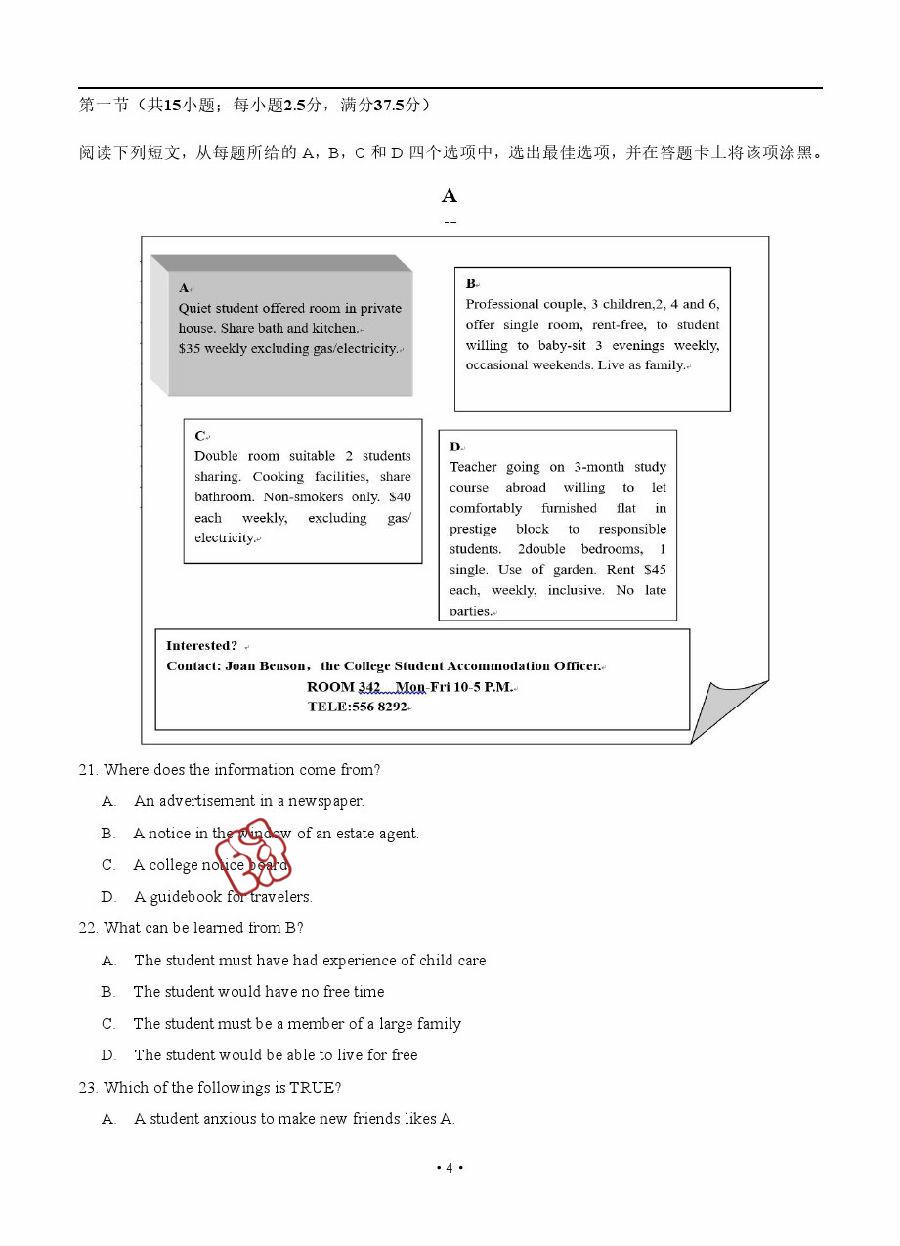 第一节（共15小题；每小题2.5分，满分37.5分）
阅读下列短文，从每题所给的 A，B，C 和 D 四个选项中，选出最佳选项，并在答题卡上将该项涂黑。
A
A
Quiet student offered room in private
house. Share bath and kitchen.
$35 weekly excluding gas/electricity.
B
Professional couple, 3 children,2, 4 and 6,
offer single room, rent-free, to student
willing to baby-sit 3 evenings weekly,
occasional weekends. Live as family.
C
Double room suitable 2 students
sharing. Cooking facilities, share
bathroom. Non-smokers only. $40
each weekly, excluding gas/
electricity.
D
Teacher going on 3-month study
course abroad willing to let
comfortably furnished flat in
prestige block to responsible
students. 2double bedrooms, 1
single. Use of garden. Rent $45
each, weekly, inclusive. No late
parties.
Interested?
Contact: Joan Benson，the College Student Accommodation Officer.
ROOM 342 Mon-Fri 10-5 P.M.
TELE:556 8292
21. Where does the information come from?
A. An advertisement in a newspaper.
B. A notice in the window of an estate agent.
C. A college notice board
D. A guidebook for travelers.
22. What can be learned from B?
A. The student must have had experience of child care
B. The student would have no free time
C. The student must be a member of a large family
D. The student would be able to live for free
23. Which of the followings is TRUE?
A. A student anxious to make new friends likes A.
• 4 •